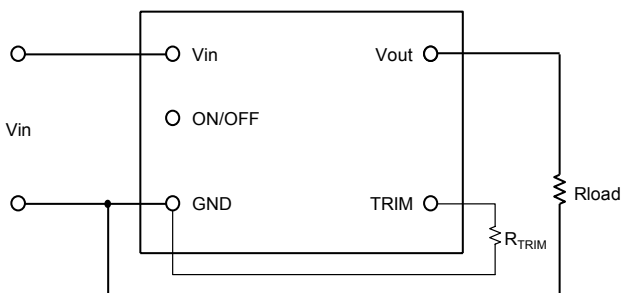 Vin
Vout
ON/OFF
Vin
GND
TRIM
Rload
RTRIM